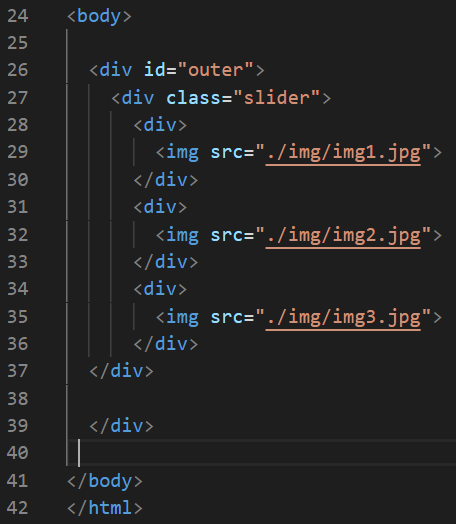 24 <body>
25
26 <div id="outer">
27 <div class="slider">
28 <div>
29 <img src="./img/img1.jpg">
30 </div>
31 <div>
32 <img src="./img/img2.jpg">
33 </div>
34 <div>
35 <img src="./img/img3.jpg">
36 </div>
37 </div>
38
39 </div>
40
41 </body>
42 </html>